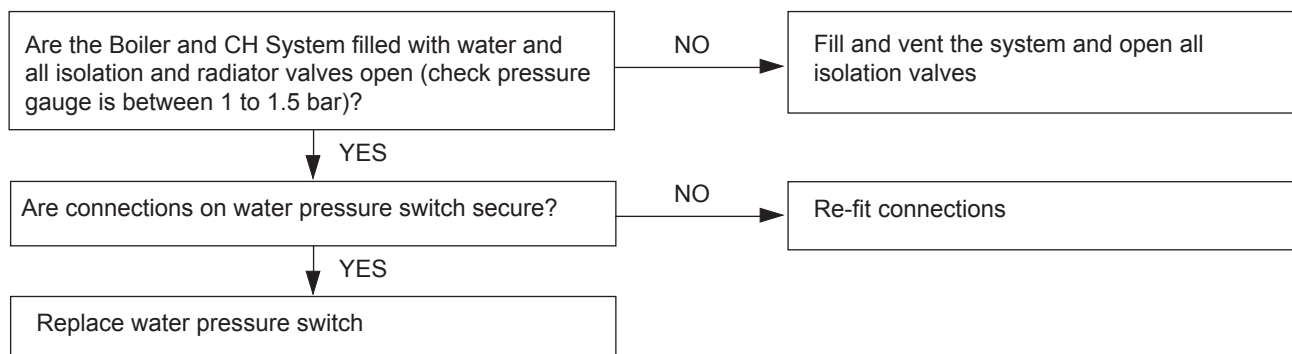 Are the Boiler and CH System filled with water and
all isolation and radiator valves open (check pressure
gauge is between 1 to 1.5 bar)?
NO
Fill and vent the system and open all
isolation valves
YES
Are connections on water pressure switch secure?
NO
Re-fit connections
YES
Replace water pressure switch